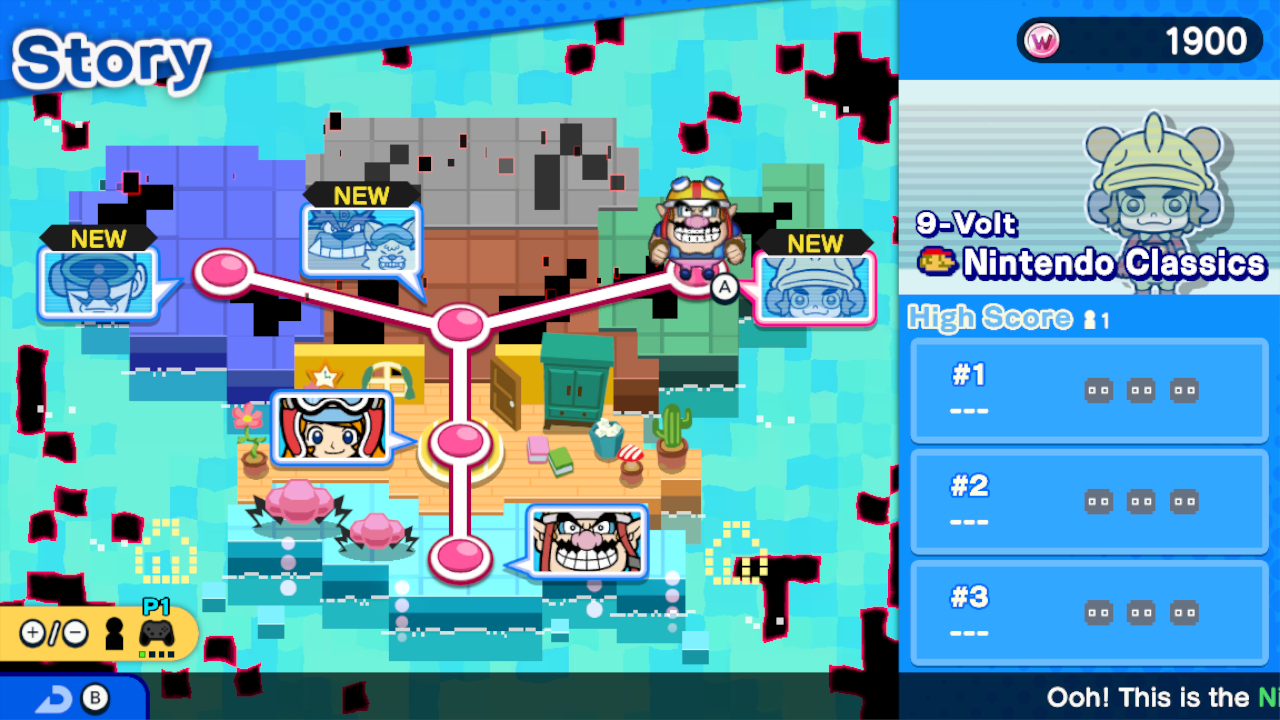 Story
1900
NEW
NEW
NEW
A
9-Volt
Nintendo Classics
High Score 1
#1
---
#2
---
#3
---
P1
+/-
B
Ooh! This is the